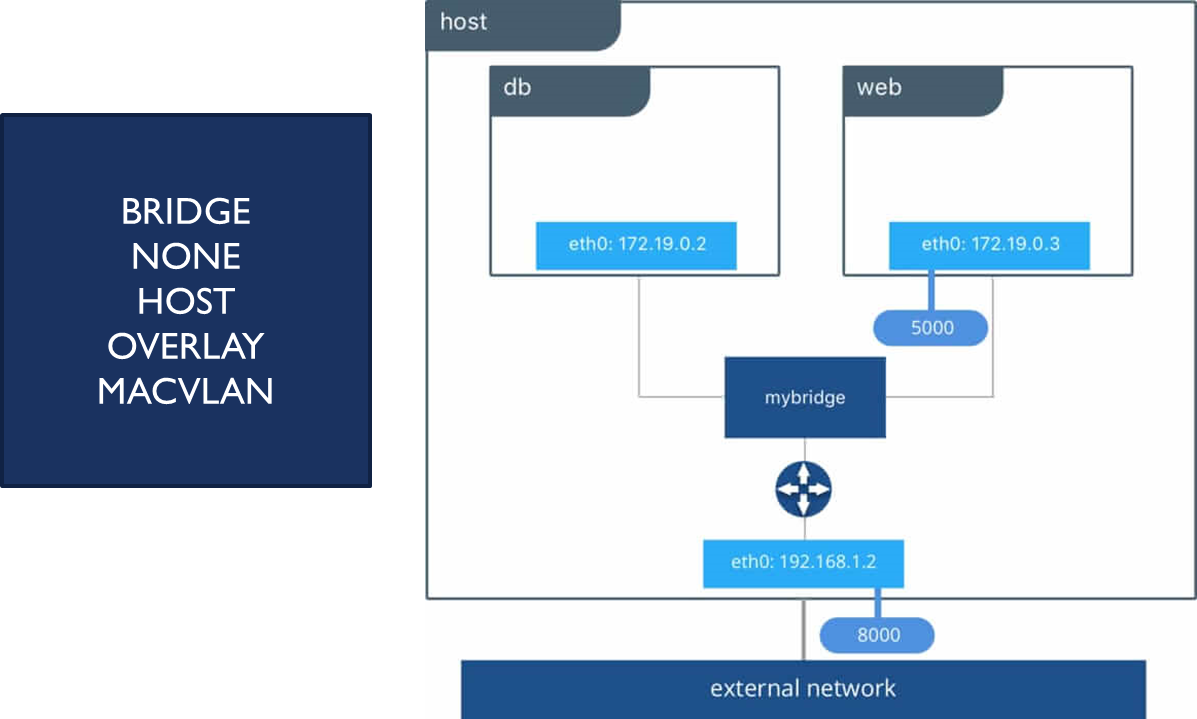 BRIDGE
NONE
HOST
OVERLAY
MACVLAN
host
db
web
eth0: 172.19.0.2
eth0: 172.19.0.3
5000
mybridge
eth0: 192.168.1.2
8000
external network